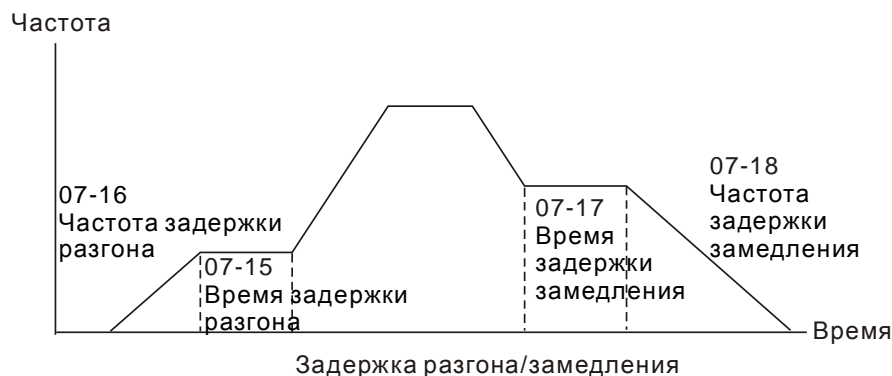 Частота
07-16
Частота задержки
разгона
07-15
Время задержки
разгона
07-17
Время
задержки
замедления
07-18
Частота
задержки
замедления
Время
Задержка разгона/замедления